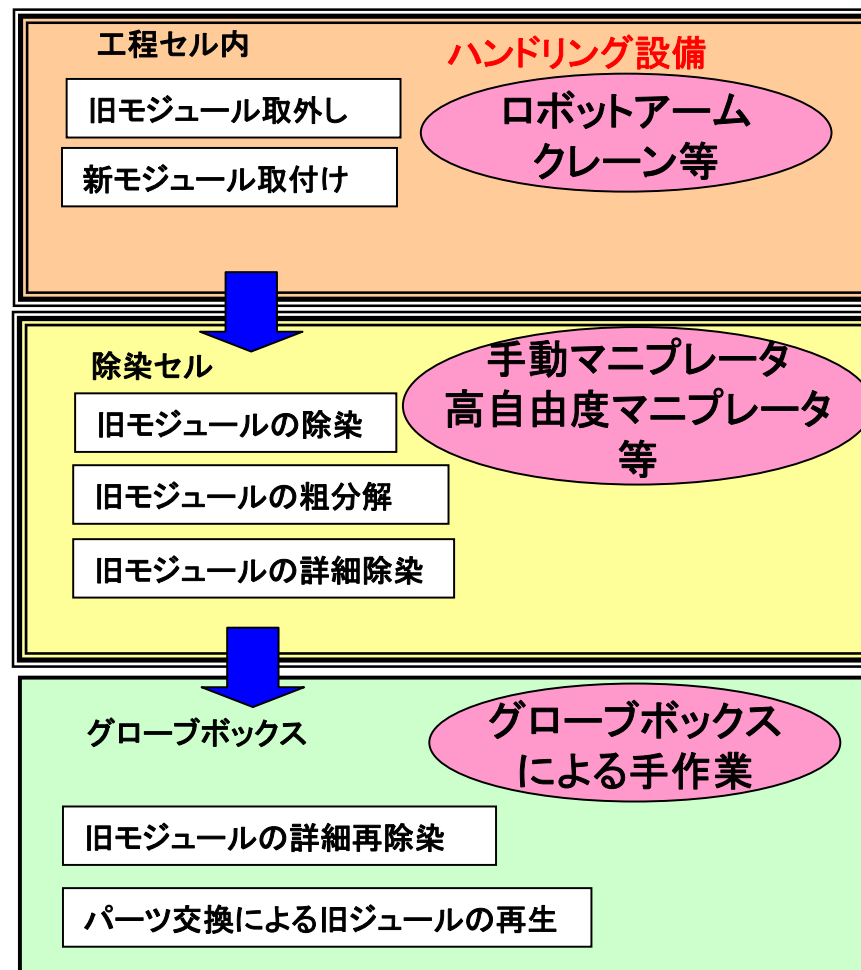 工程セル内
ハンドリング設備
旧モジュール取外し
ロボットアーム
クレーン等
新モジュール取付け
除染セル
手動マニプレータ
高自由度マニプレータ
等
旧モジュールの除染
旧モジュールの粗分解
旧モジュールの詳細除染
グローブボックス
グローブボックス
による手作業
旧モジュールの詳細再除染
パーツ交換による旧ジュールの再生